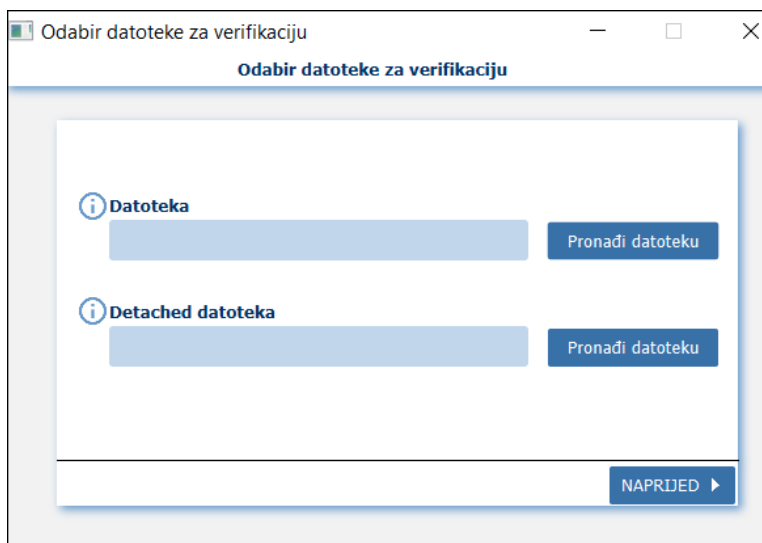 Odabir datoteke za verifikaciju
Odabir datoteke za verifikaciju
Datoteka
Pronađi datoteku
Detached datoteka
Pronađi datoteku
NAPRIJED